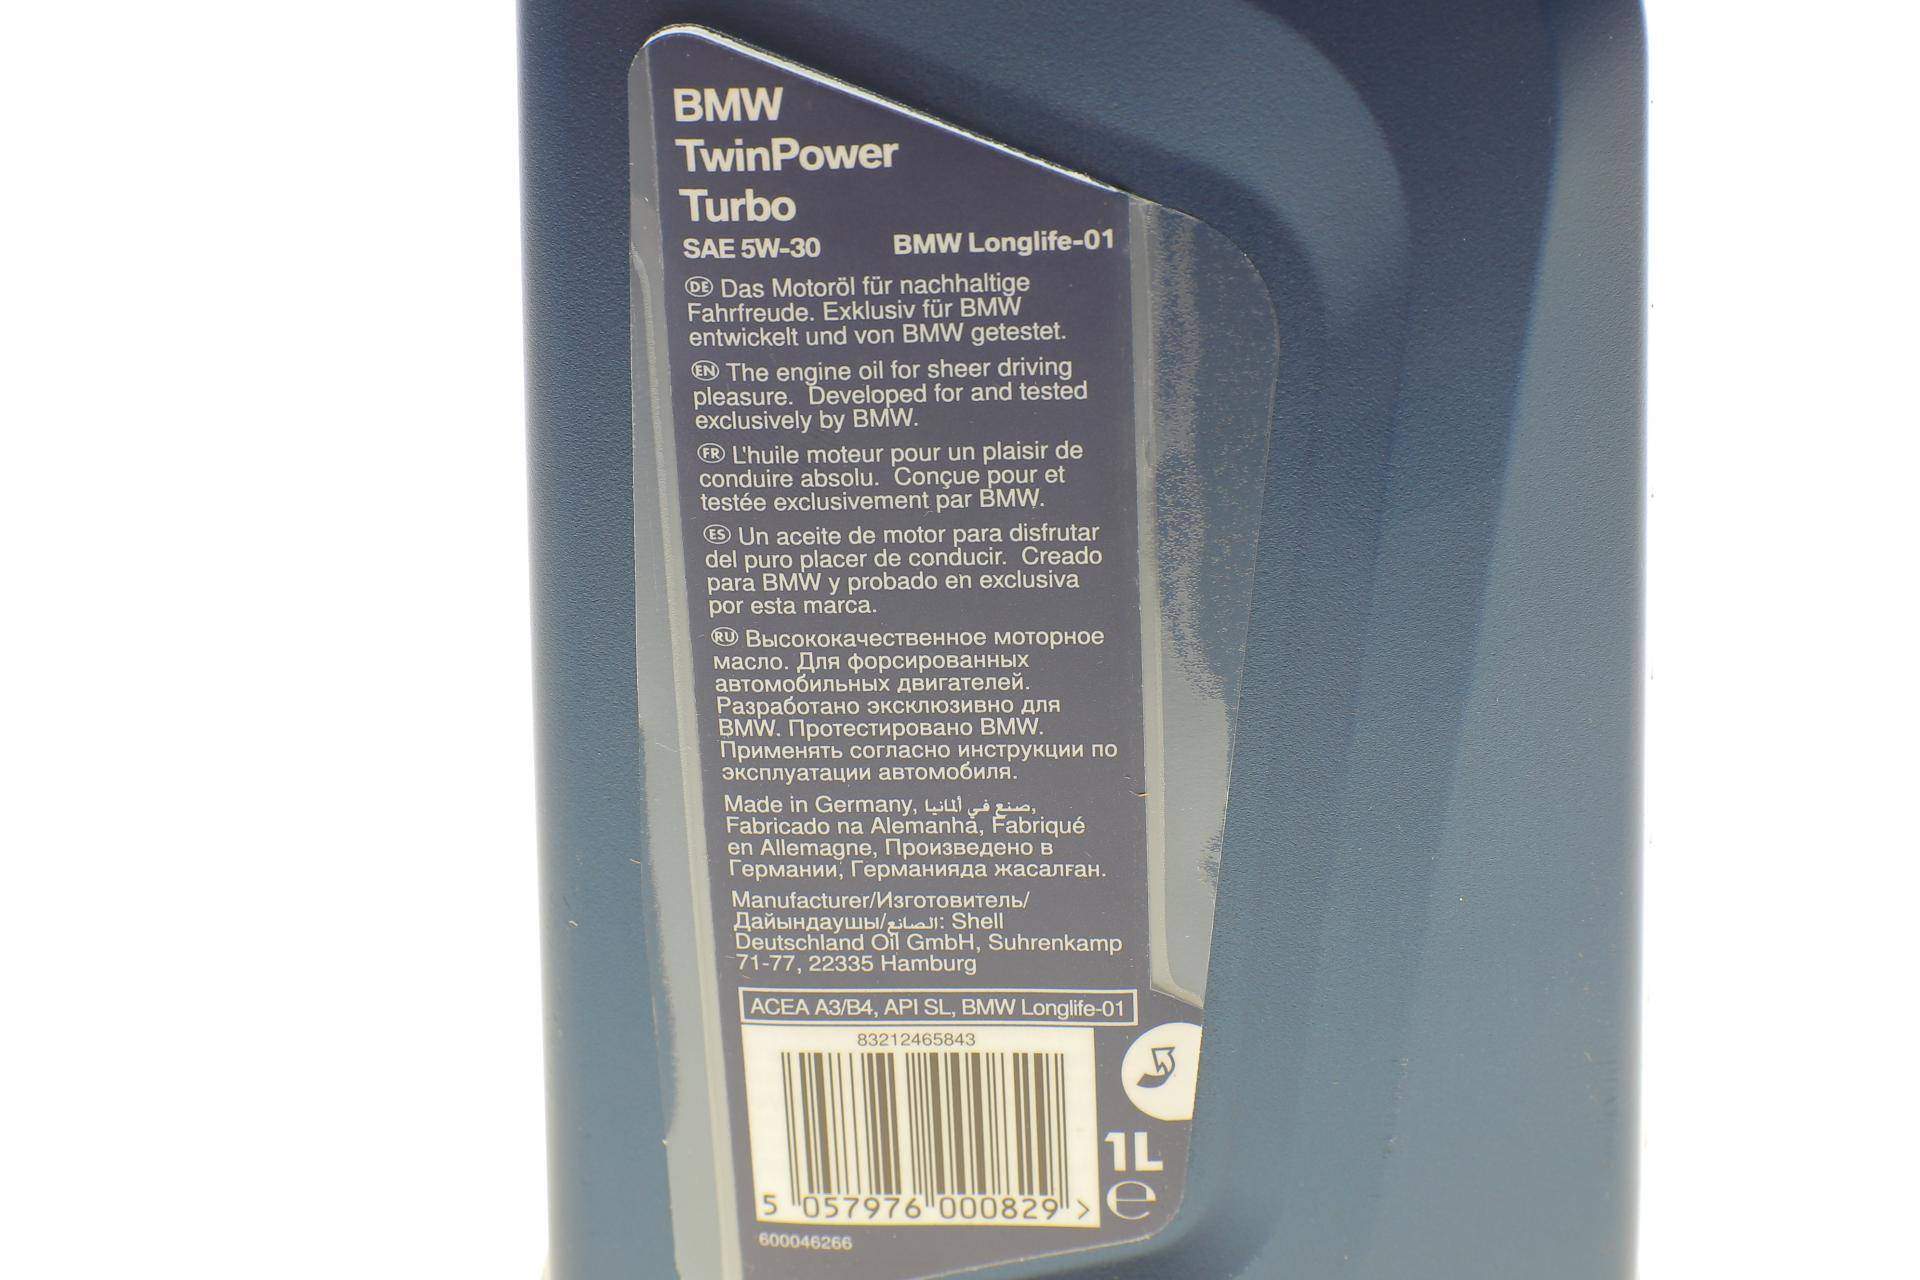 BMW
TwinPower
Turbo
SAE 5W-30 BMW Longlife-01
DE Das Motoröl für nachhaltige
Fahrfreude. Exklusiv für BMW
entwickelt und von BMW getestet.
EN The engine oil for sheer driving
pleasure. Developed for and tested
exclusively by BMW.
FR L'huile moteur pour un plaisir de
conduire absolu. Conçue pour et
testée exclusivement par BMW.
ES Un aceite de motor para disfrutar
del puro placer de conducir. Creado
para BMW y probado en exclusiva
por esta marca.
RU Высококачественное моторное
масло. Для форсированных
автомобильных двигателей.
Разработано эксклюзивно для
BMW. Протестировано BMW.
Применять согласно инструкции по
эксплуатации автомобиля.
Made in Germany, صنع في ألمانيا,
Fabricado na Alemanha, Fabriqué
en Allemagne, Произведено в
Германии, Германияда жасалған.
Manufacturer/Изготовитель/
Дайындаушы/الصانع: Shell
Deutschland Oil GmbH, Suhrenkamp
71-77, 22335 Hamburg
ACEA A3/B4, API SL, BMW Longlife-01
83212465843
5 057976 000829 >
1L
e
600046266